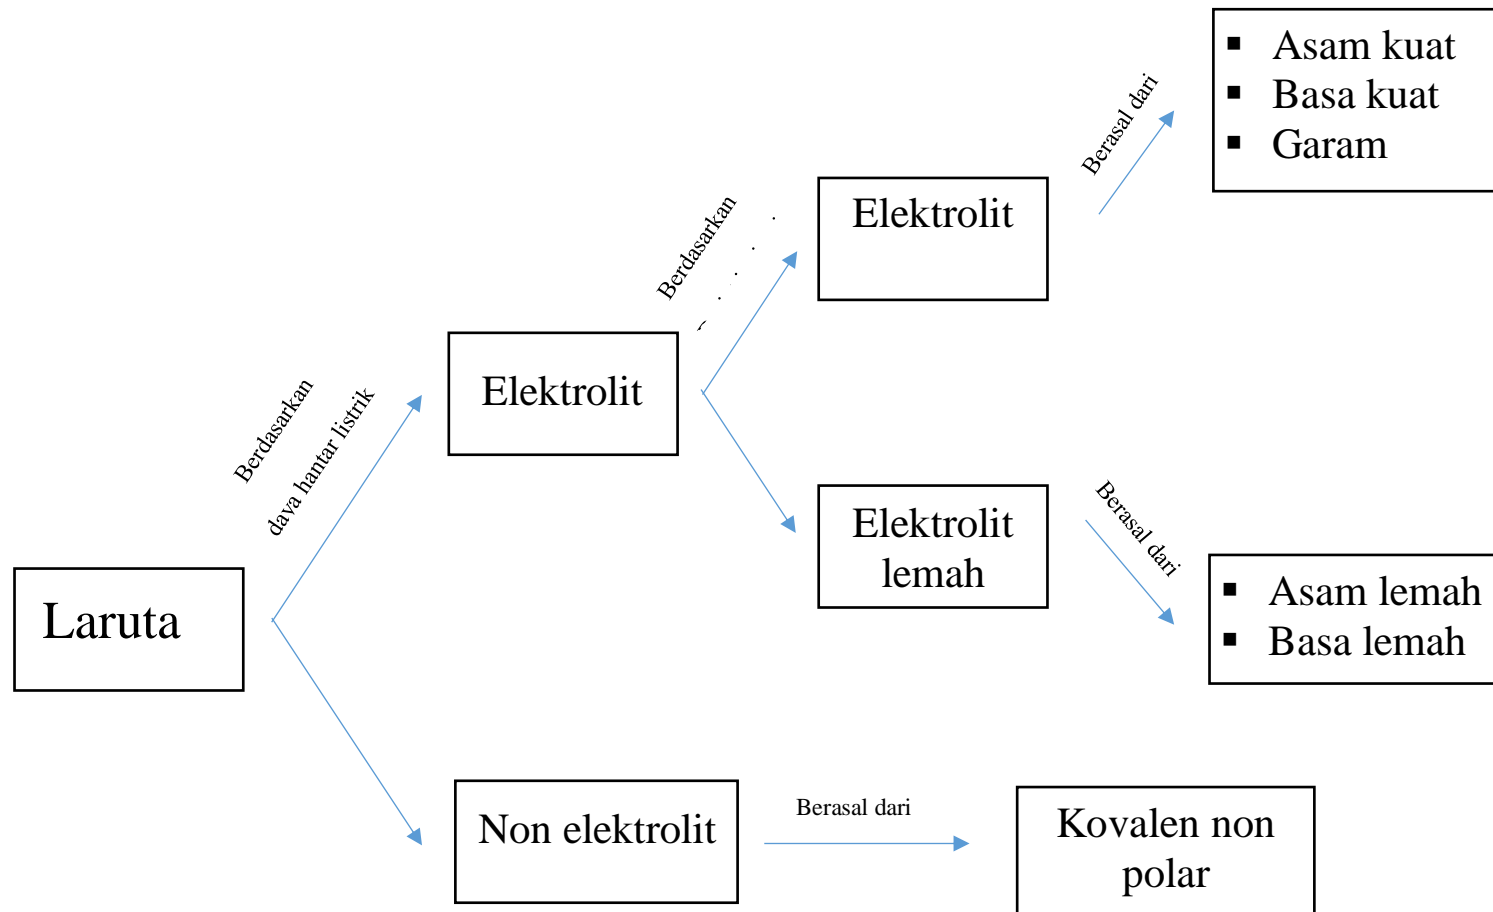 Laruta
Berdasarkan
daya hantar listrik
Elektrolit
Berdasarkan
Elektrolit
Berasal dari
▪ Asam kuat
▪ Basa kuat
▪ Garam
Elektrolit
lemah
Berasal dari
▪ Asam lemah
▪ Basa lemah
Non elektrolit
Berasal dari
Kovalen non
polar